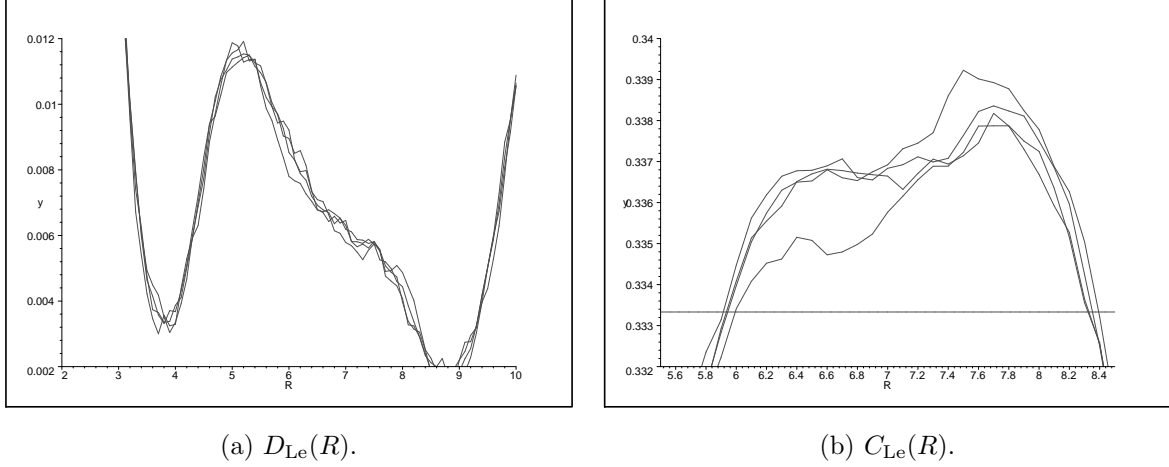 0.012
0.01
0.008
y
0.006
0.004
0.002
2 3 4 5 6 7 8 9 10
R
0.34
0.339
0.338
0.337
y
0.336
0.335
0.334
0.333
0.332
5.6 5.8 6 6.2 6.4 6.6 6.8 7 7.2 7.4 7.6 7.8 8 8.2 8.4
R
(a) D_Le(R).
(b) C_Le(R).